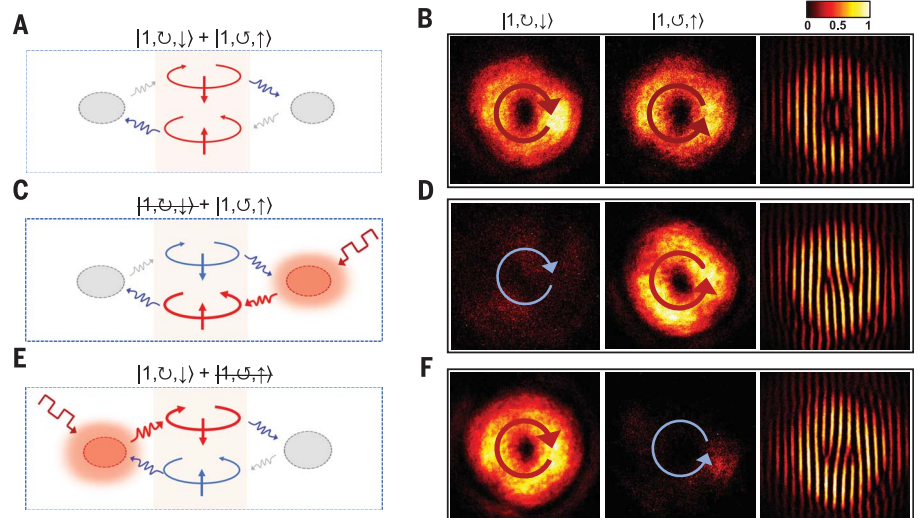 A
|1,↻,↓⟩ + |1,↺,↑⟩
B
|1,↻,↓⟩
|1,↺,↑⟩
0 0.5 1
C
|1,↻,↓⟩ + |1,↺,↑⟩
D
E
|1,↻,↓⟩ + |1,↺,↑⟩
F